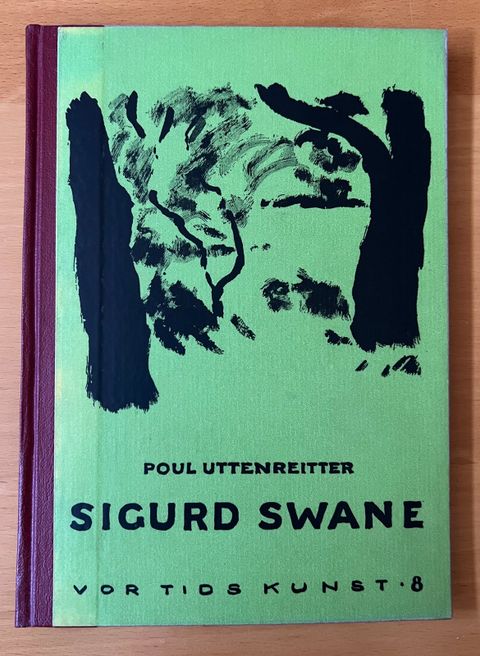 POUL UTTENREITTER
SIGURD SWANE
VOR TIDS KUNST · 8